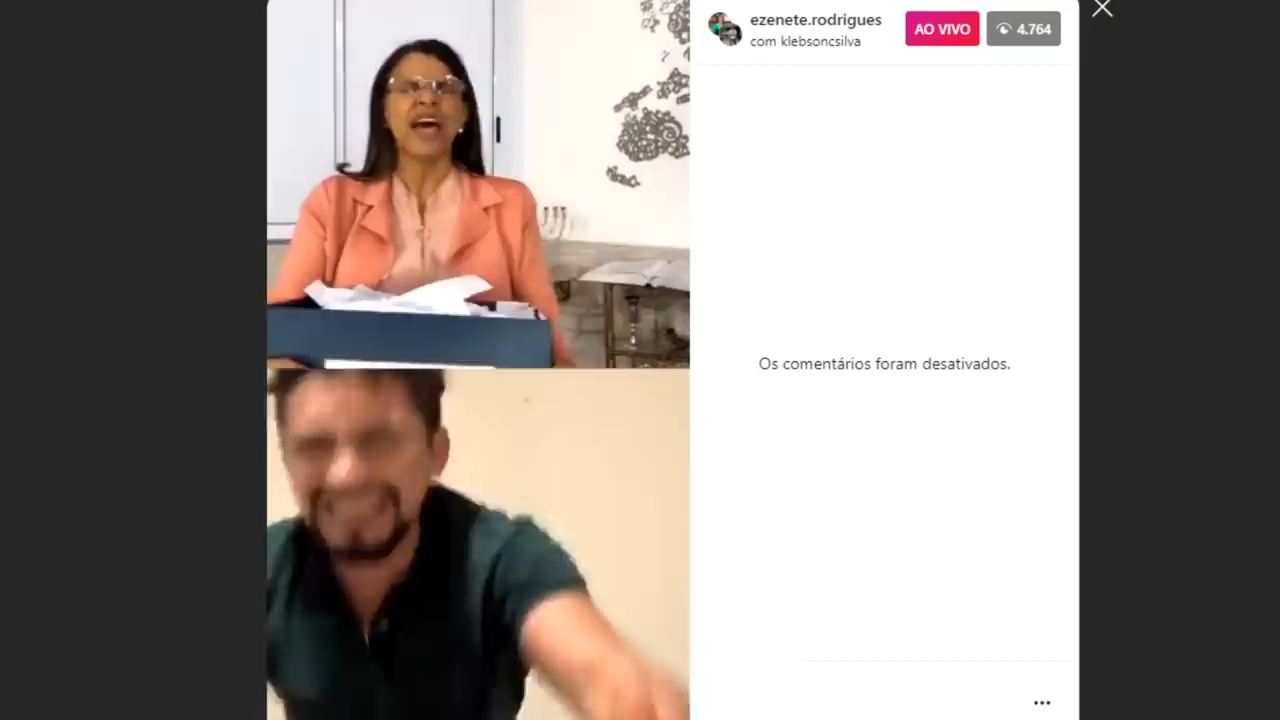 ezenete.rodrigues
com klebsoncsilva
AO VIVO
4.764
Os comentários foram desativados.